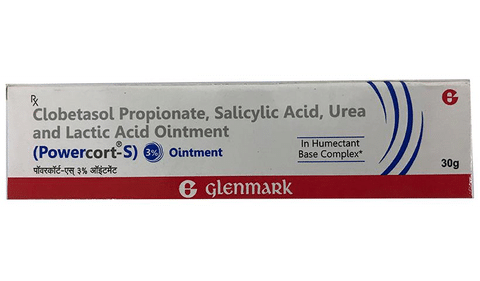 Rx
Clobetasol Propionate, Salicylic Acid, Urea
and Lactic Acid Ointment
(Powercort®-S) 3% Ointment
पॉवरकॉर्ट-एस् ३% ऑइंटमेंट
In Humectant
Base Complex*
30g
G glenmark